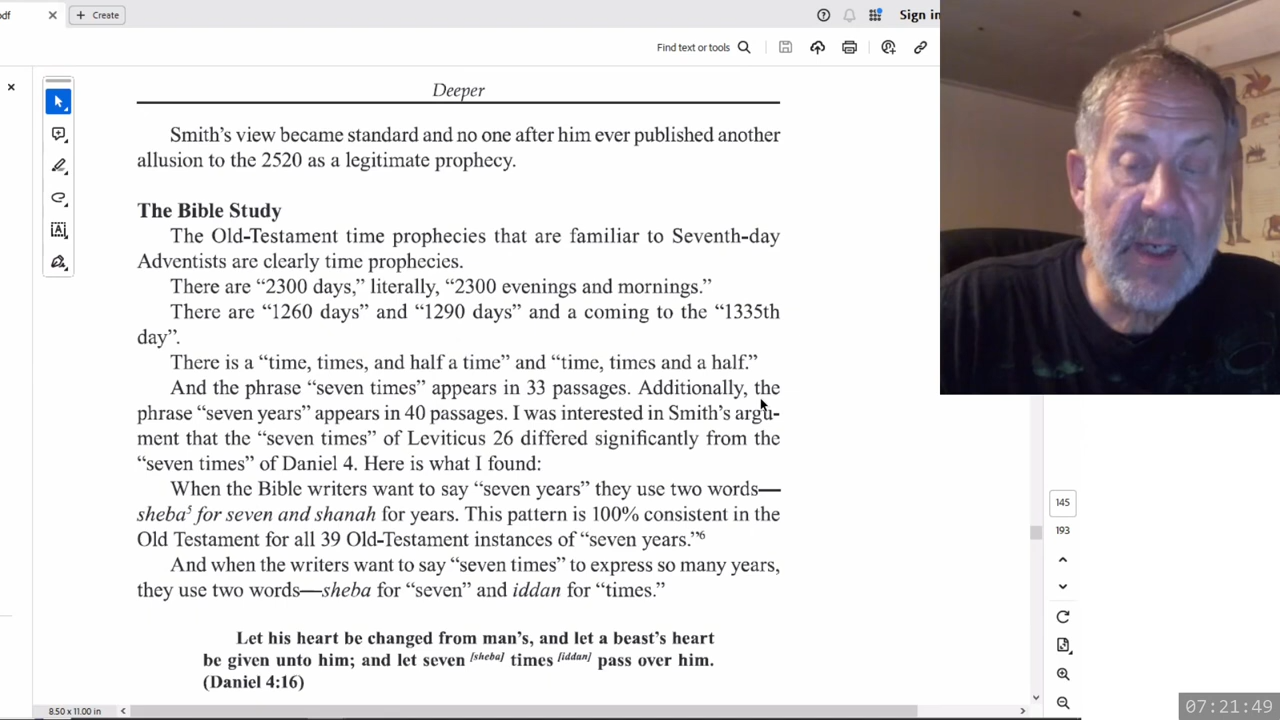 df
Create
Sign in
Find text or tools
Deeper
Smith's view became standard and no one after him ever published another
allusion to the 2520 as a legitimate prophecy.
The Bible Study
The Old-Testament time prophecies that are familiar to Seventh-day
Adventists are clearly time prophecies.
There are “2300 days,” literally, “2300 evenings and mornings.”
There are “1260 days” and “1290 days” and a coming to the “1335th
day”.
There is a “time, times, and half a time” and “time, times and a half.”
And the phrase “seven times” appears in 33 passages. Additionally, the
phrase “seven years” appears in 40 passages. I was interested in Smith’s argu-
ment that the “seven times” of Leviticus 26 differed significantly from the
“seven times” of Daniel 4. Here is what I found:
When the Bible writers want to say “seven years” they use two words—
sheba⁵ for seven and shanah for years. This pattern is 100% consistent in the
Old Testament for all 39 Old-Testament instances of “seven years.”⁶
And when the writers want to say “seven times” to express so many years,
they use two words—sheba for “seven” and iddan for “times.”
Let his heart be changed from man’s, and let a beast’s heart
be given unto him; and let seven [sheba] times [iddan] pass over him.
(Daniel 4:16)
145
193
8.50 x 11.00 in
07:21:49